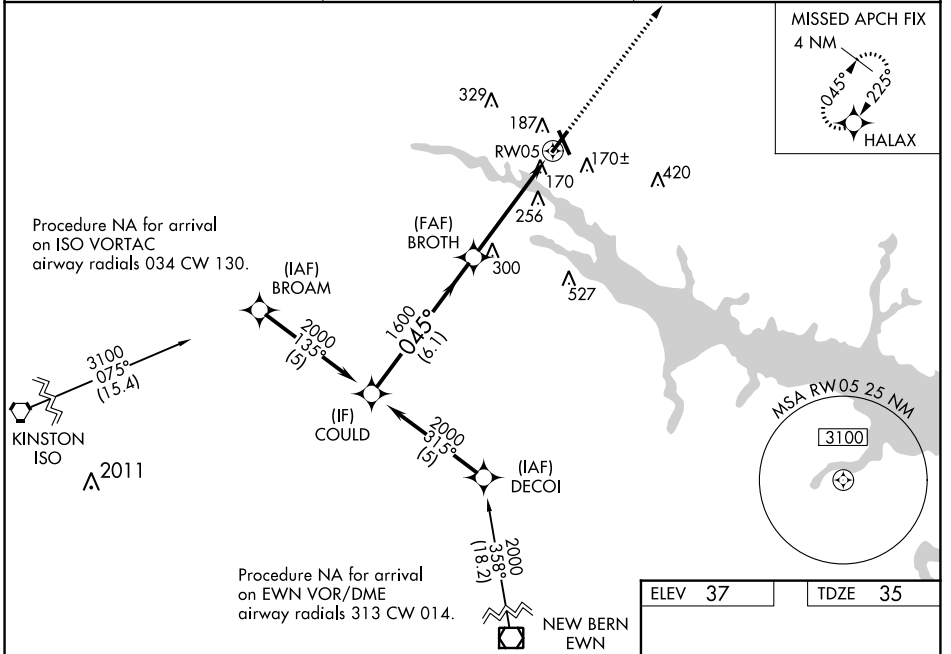 MISSED APCH FIX
4 NM
045°
225°
HALAX
329
187
RW05
170±
170
420
256
(FAF)
BROTH
300
527
Procedure NA for arrival
on ISO VORTAC
airway radials 034 CW 130.
(IAF)
BROAM
2000
135°
(5)
1600
045°
(6.1)
3100
075°
(15.4)
KINSTON
ISO
2011
(IF)
COULD
2000
315°
(5)
(IAF)
DECOI
MSA RW05 25 NM
3100
2000
358°
(18.2)
Procedure NA for arrival
on EWN VOR/DME
airway radials 313 CW 014.
NEW BERN
EWN
ELEV 37
TDZE 35